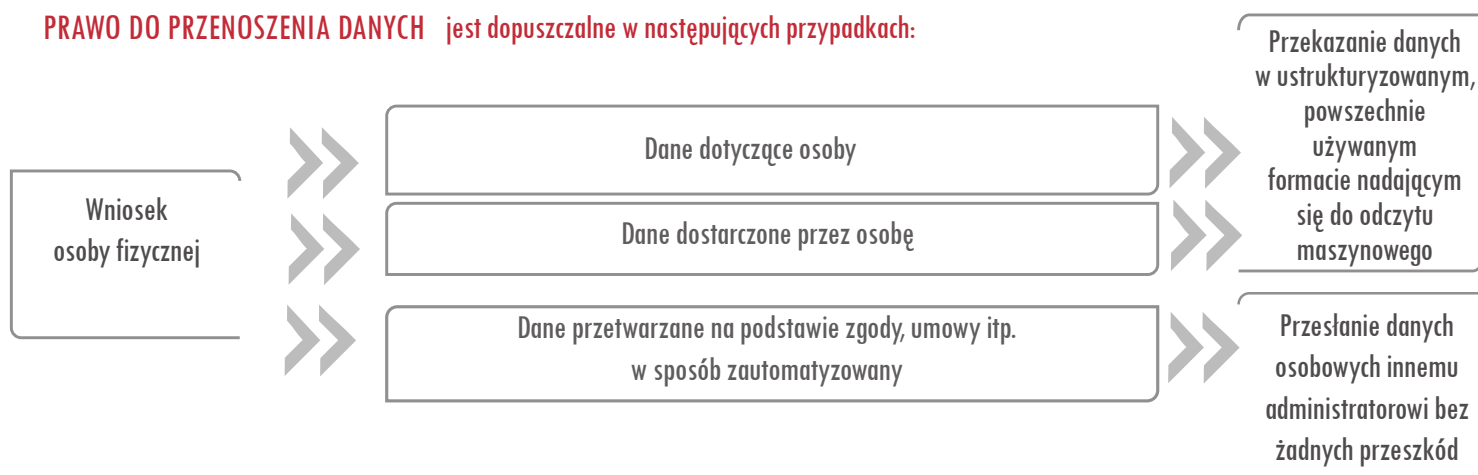 PRAWO DO PRZENOSZENIA DANYCH jest dopuszczalne w następujących przypadkach:
Wniosek
osoby fizycznej
Dane dotyczące osoby
Dane dostarczone przez osobę
Dane przetwarzane na podstawie zgody, umowy itp.
w sposób zautomatyzowany
Przekazanie danych
w ustrukturyzowanym,
powszechnie
używanym
formacie nadającym
się do odczytu
maszynowego
Przesłanie danych
osobowych innemu
administratorowi bez
żadnych przeszkód